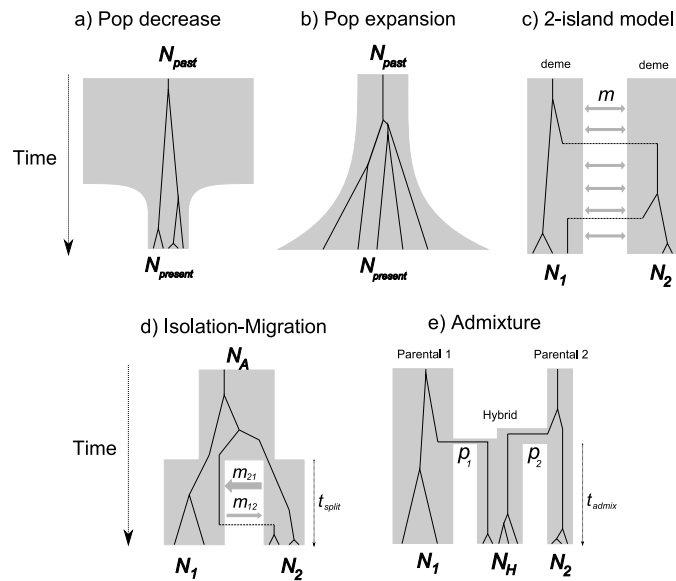 a) Pop decrease
b) Pop expansion
c) 2-island model
N_past
N_past
deme
deme
m
Time
N_present
N_present
N_1
N_2
d) Isolation-Migration
e) Admixture
N_A
Parental 1
Parental 2
Hybrid
Time
m_21
m_12
t_split
p_1
p_2
t_admix
N_1
N_2
N_1
N_H
N_2